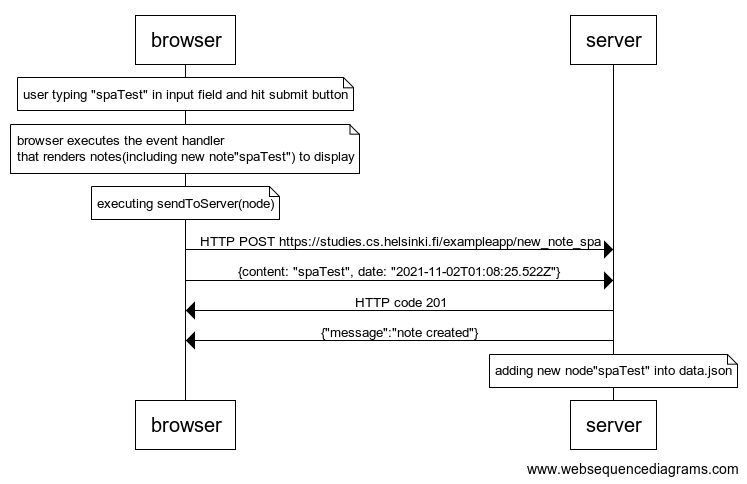 browser
server
user typing "spaTest" in input field and hit submit button
browser executes the event handler
that renders notes(including new note"spaTest") to display
executing sendToServer(node)
HTTP POST https://studies.cs.helsinki.fi/exampleapp/new_note_spa
{content: "spaTest", date: "2021-11-02T01:08:25.522Z"}
HTTP code 201
{"message":"note created"}
adding new node"spaTest" into data.json
browser
server
www.websequencediagrams.com